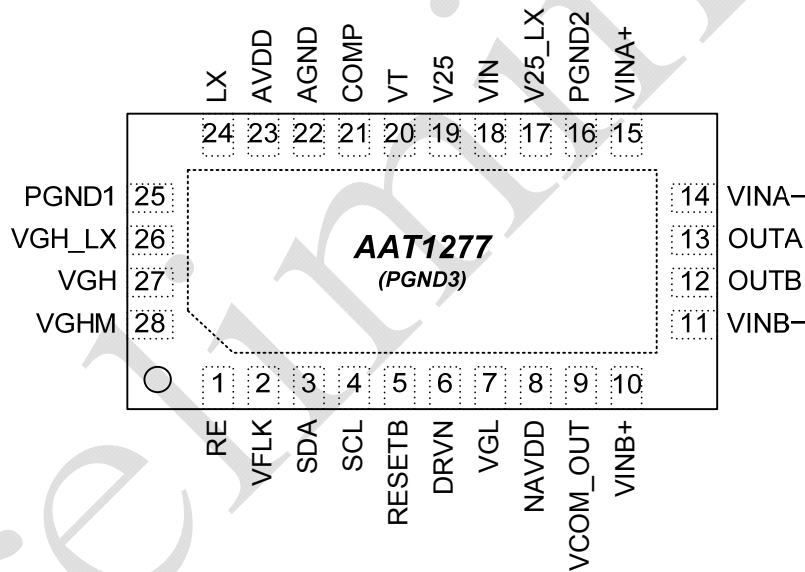 LX AVDD AGND COMP VT V25 VIN V25_LX PGND2 VINA+
24 23 22 21 20 19 18 17 16 15
PGND1 25
VGH_LX 26
VGH 27
VGHM 28
AAT1277
(PGND3)
14 VINA–
13 OUTA
12 OUTB
11 VINB–
1 2 3 4 5 6 7 8 9 10
RE VFLK SDA SCL RESETB DRVN VGL NAVDD VCOM_OUT VINB+
elimi